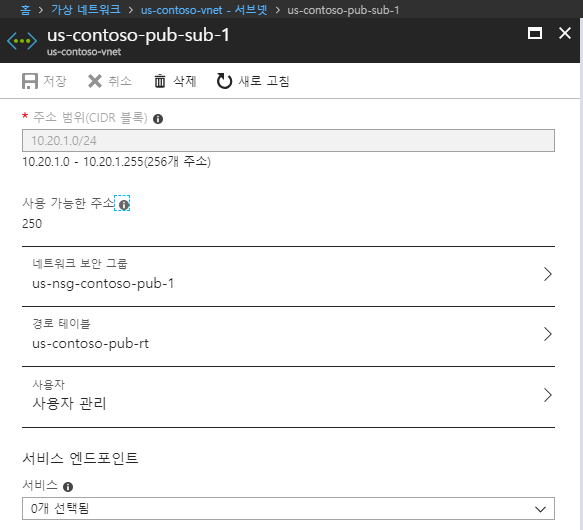 홈 > 가상 네트워크 > us-contoso-vnet - 서브넷 > us-contoso-pub-sub-1
us-contoso-pub-sub-1
us-contoso-vnet
저장 취소 삭제 새로 고침
* 주소 범위(CIDR 블록)
10.20.1.0/24
10.20.1.0 - 10.20.1.255(256개 주소)
사용 가능한 주소
250
네트워크 보안 그룹
us-nsg-contoso-pub-1
경로 테이블
us-contoso-pub-rt
사용자
사용자 관리
서비스 엔드포인트
서비스
0개 선택됨